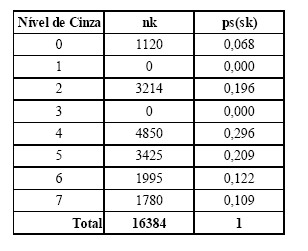 Nível de Cinza nk ps(sk)
0 1120 0,068
1 0 0,000
2 3214 0,196
3 0 0,000
4 4850 0,296
5 3425 0,209
6 1995 0,122
7 1780 0,109
Total 16384 1